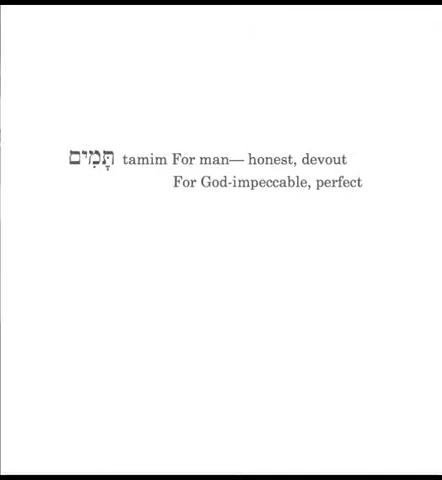 תָּמִים tamim For man— honest, devout
For God-impeccable, perfect